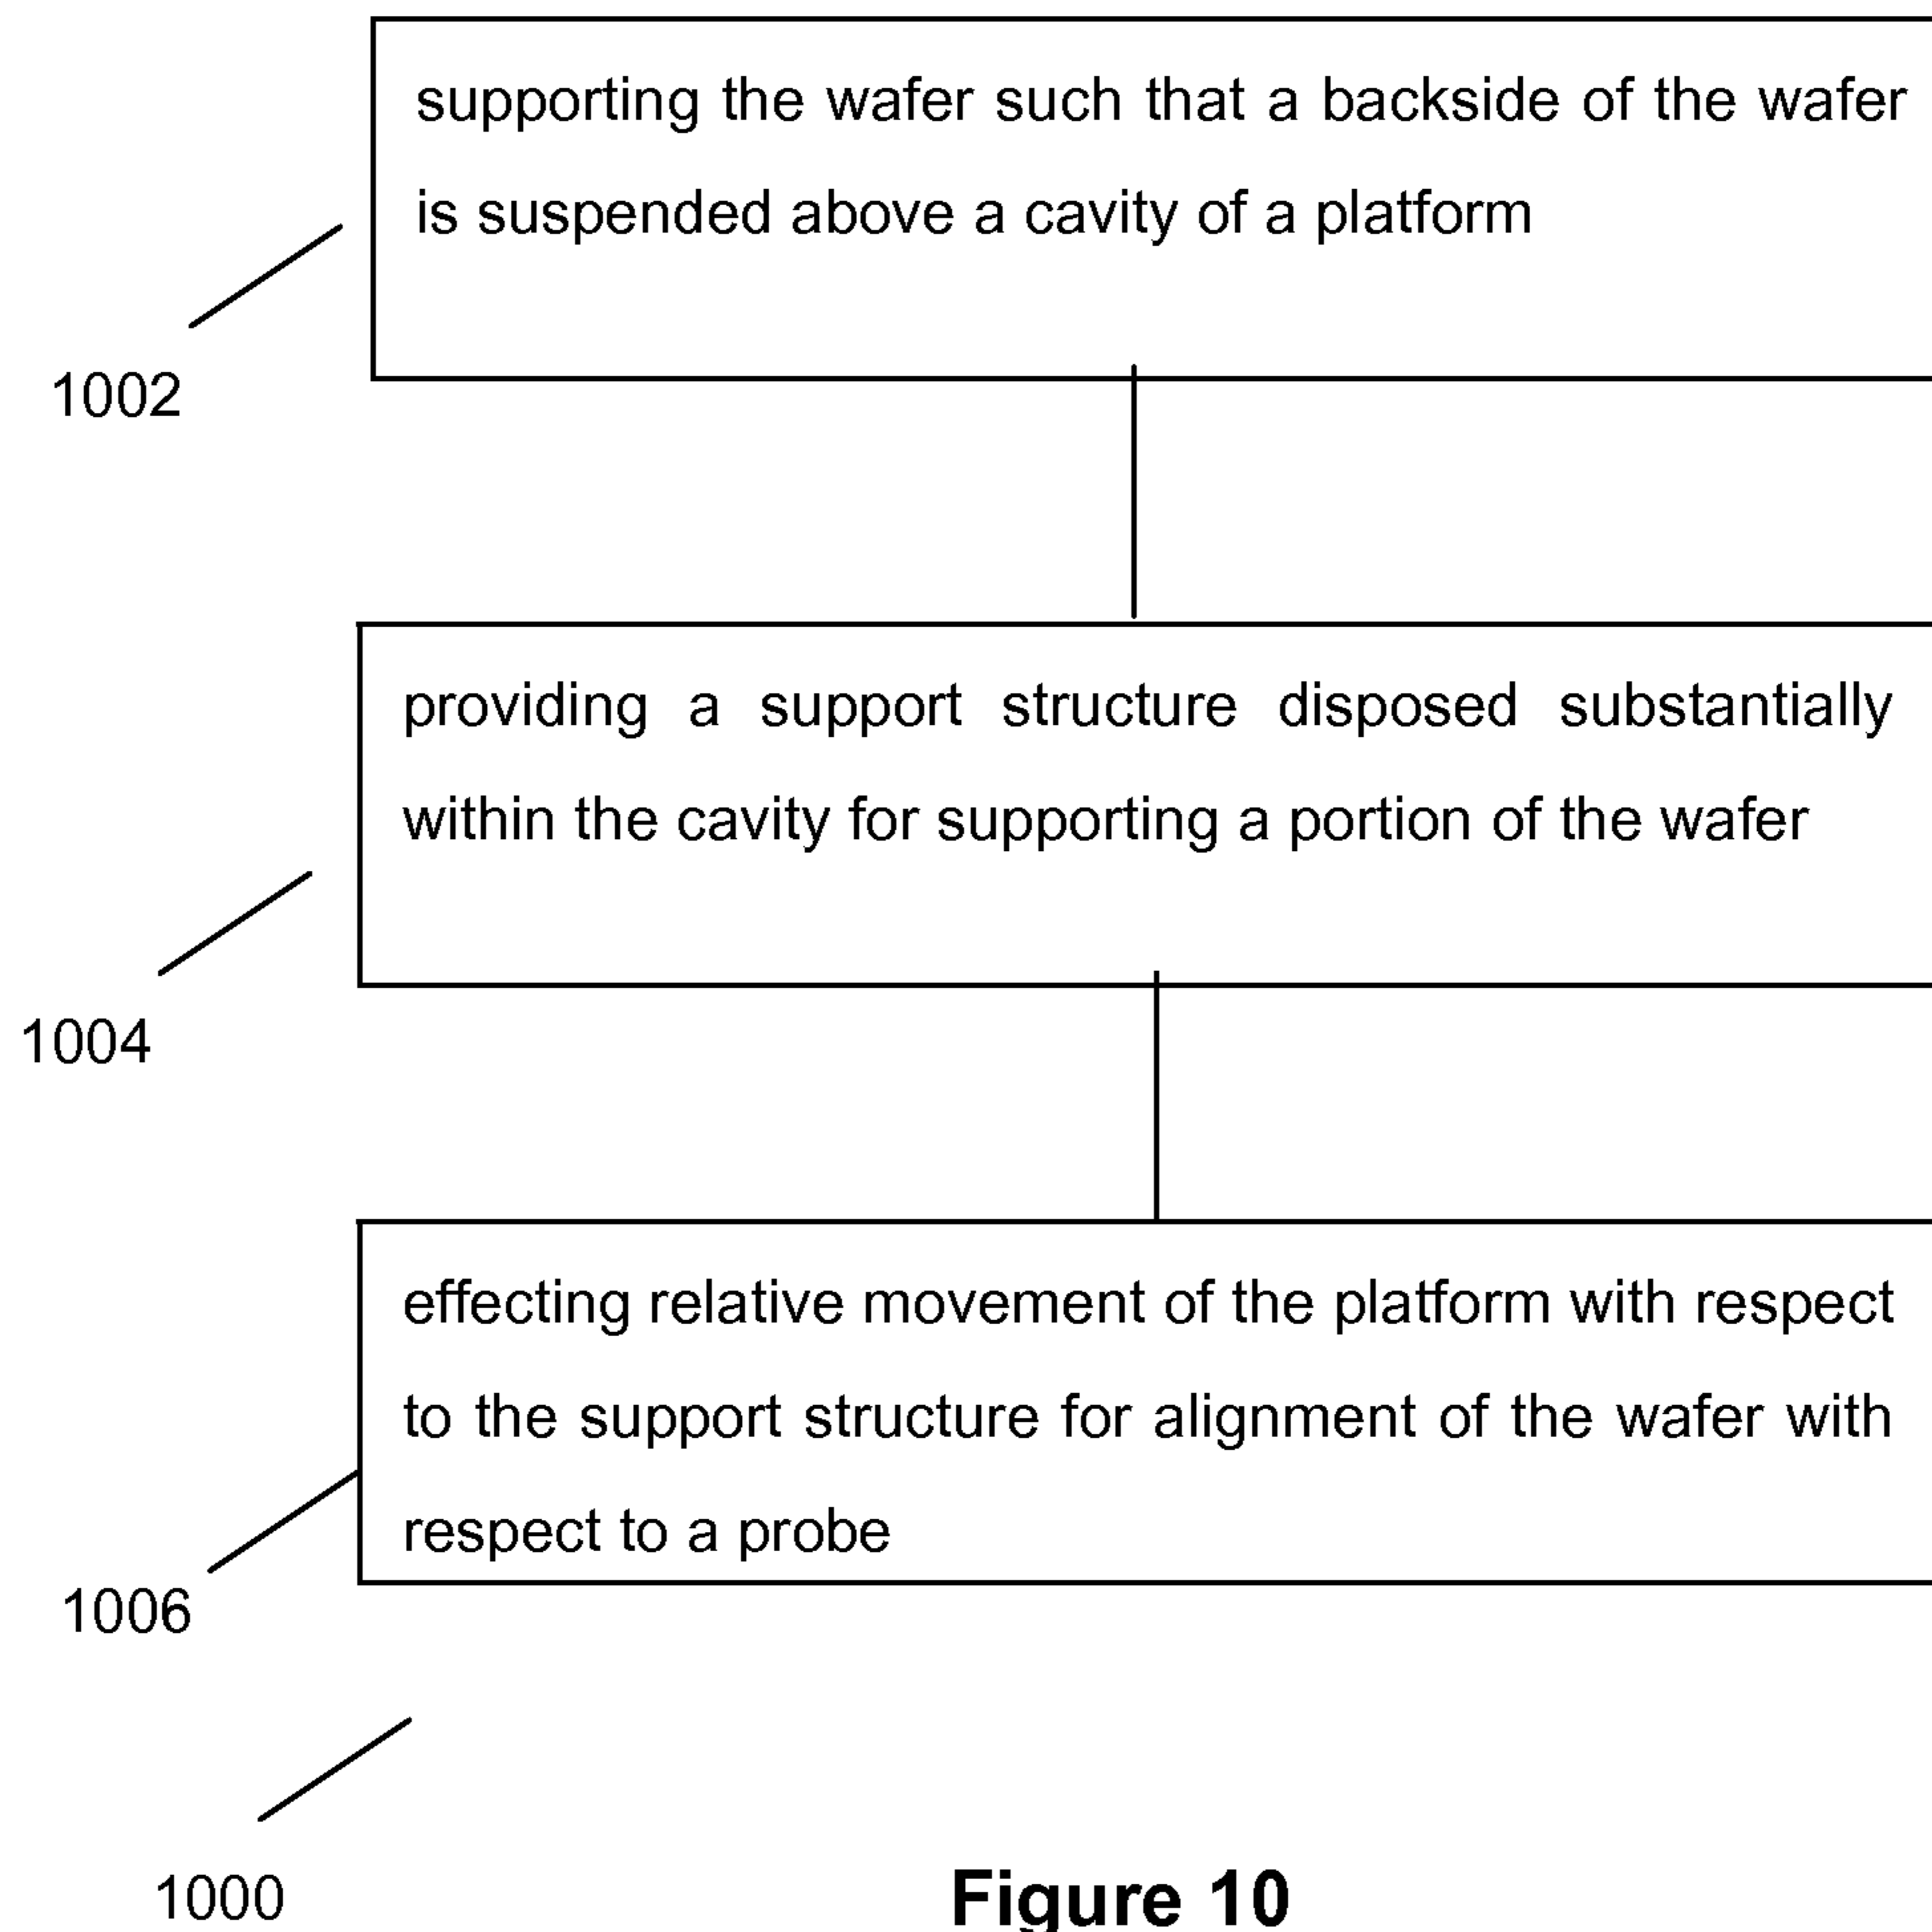 supporting the wafer such that a backside of the wafer
is suspended above a cavity of a platform
1002
providing a support structure disposed substantially
within the cavity for supporting a portion of the wafer
1004
effecting relative movement of the platform with respect
to the support structure for alignment of the wafer with
respect to a probe
1006
1000
Figure 10